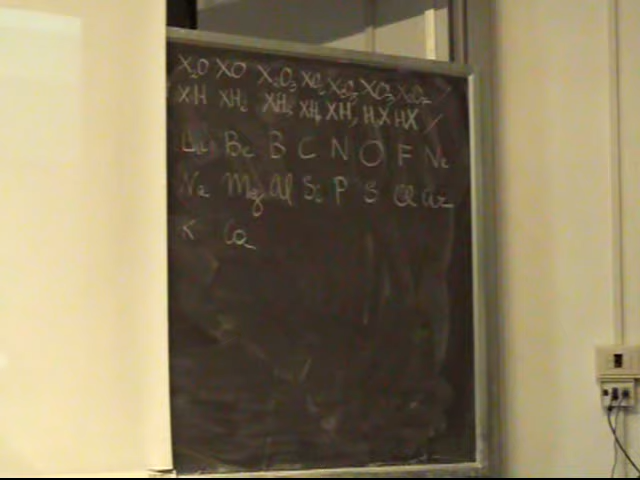 X₂O XO X₂O₃ XO₂ X₂O₅ XO₃ X₂O₇ /
XH XH₂ XH₃ XH₄ XH₃ H₂X HX /
Li Be B C N O F Ne
Na Mg Al Si P S Cl Ar
K Ca